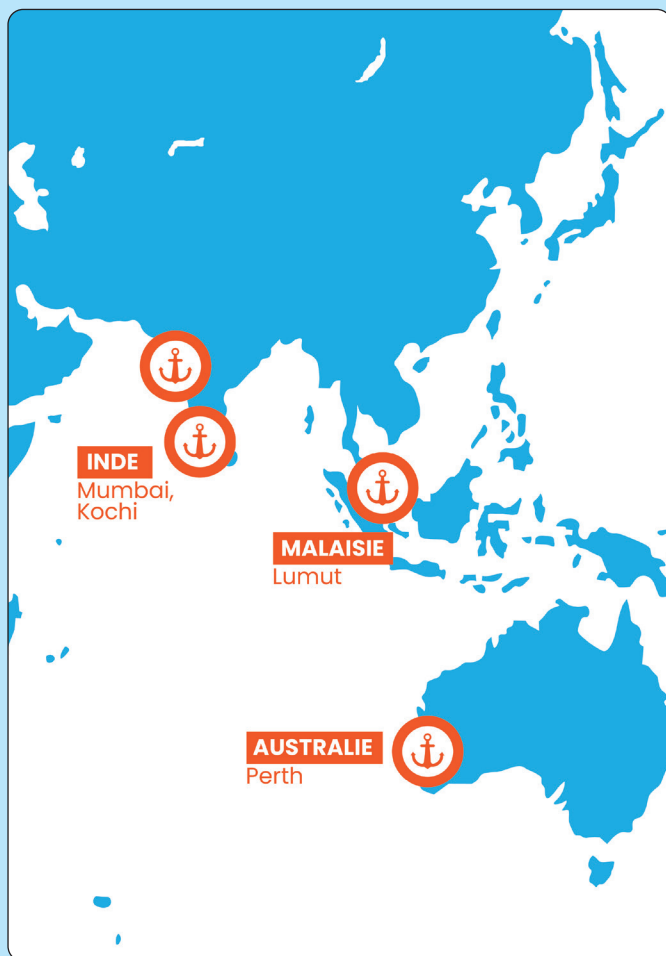 INDE
Mumbai,
Kochi
MALAISIE
Lumut
AUSTRALIE
Perth